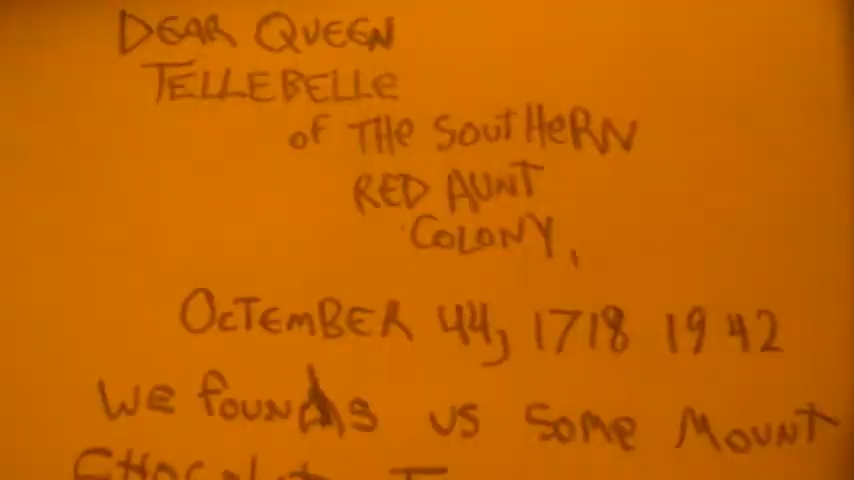 DEAR QUEEN
TELLEBELLe
of THe SOUTHeRN
RED AUNT
COLONY,
OCTEMBER 44, 1718 1942
We FOUNDS US SOMe MOUNT